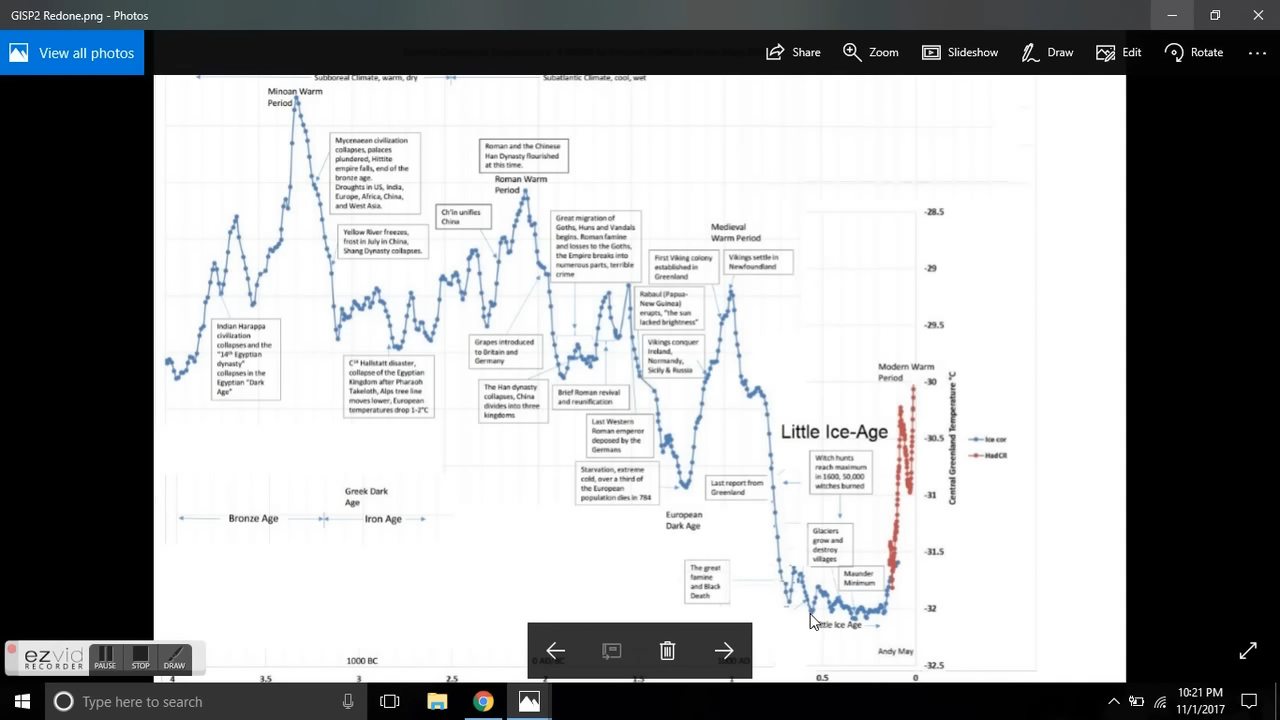 GISP2 Redone.png - Photos
View all photos
Share
Zoom
Slideshow
Draw
Edit
Rotate
Subboreal Climate, warm, dry
Subatlantic Climate, cool, wet
Minoan Warm
Period
Mycenaean civilization
collapses, palaces
plundered, Hittite
empire falls, end of the
bronze age.
Droughts in US, India,
Europe, Africa, China,
and West Asia.
Roman and the Chinese
Han Dynasty flourished
at this time.
Roman Warm
Period
Ch'in unifies
China
Yellow River freezes,
frost in July in China,
Shang Dynasty collapses.
Great migration of
Goths, Huns and Vandals
begins. Roman famine
and losses to the Goths,
the Empire breaks into
numerous parts, terrible
crime
Medieval
Warm Period
First Viking colony
established in
Greenland
Vikings settle in
Newfoundland
Rabaul (Papua-
New Guinea)
erupts, "the sun
lacked brightness"
Indian Harappa
civilization
collapses and the
"14th Egyptian
dynasty"
collapses in the
Egyptian "Dark
Age"
C14 Hallstatt disaster,
collapse of the Egyptian
Kingdom after Pharaoh
Takeloth, Alps tree line
moves lower, European
temperatures drop 1-2°C
Grapes introduced
to Britain and
Germany
Vikings conquer
Ireland,
Normandy,
Sicily & Russia
The Han dynasty
collapses, China
divides into three
kingdoms
Brief Roman revival
and reunification
Last Western
Roman emperor
deposed by the
Germans
Starvation, extreme
cold, over a third of
the European
population dies in 784
Last report from
Greenland
Modern Warm
Period
Little Ice-Age
Witch hunts
reach maximum
in 1600, 50,000
witches burned
Greek Dark
Age
Bronze Age
Iron Age
European
Dark Age
Glaciers
grow and
destroy
villages
Maunder
Minimum
The great
famine
and Black
Death
Ice Age
Andy May
-28.5
-29
-29.5
-30
-30.5
-31
-31.5
-32
-32.5
Central Greenland Temperature °C
Ice cor
HadCR
1000 BC
0 AD/BC
1000 AD
4
3.5
3
2.5
2
1.5
1
0.5
0
ezvid
RECORDER
PAUSE
STOP
DRAW
Type here to search
10:21 PM
11/1/2017